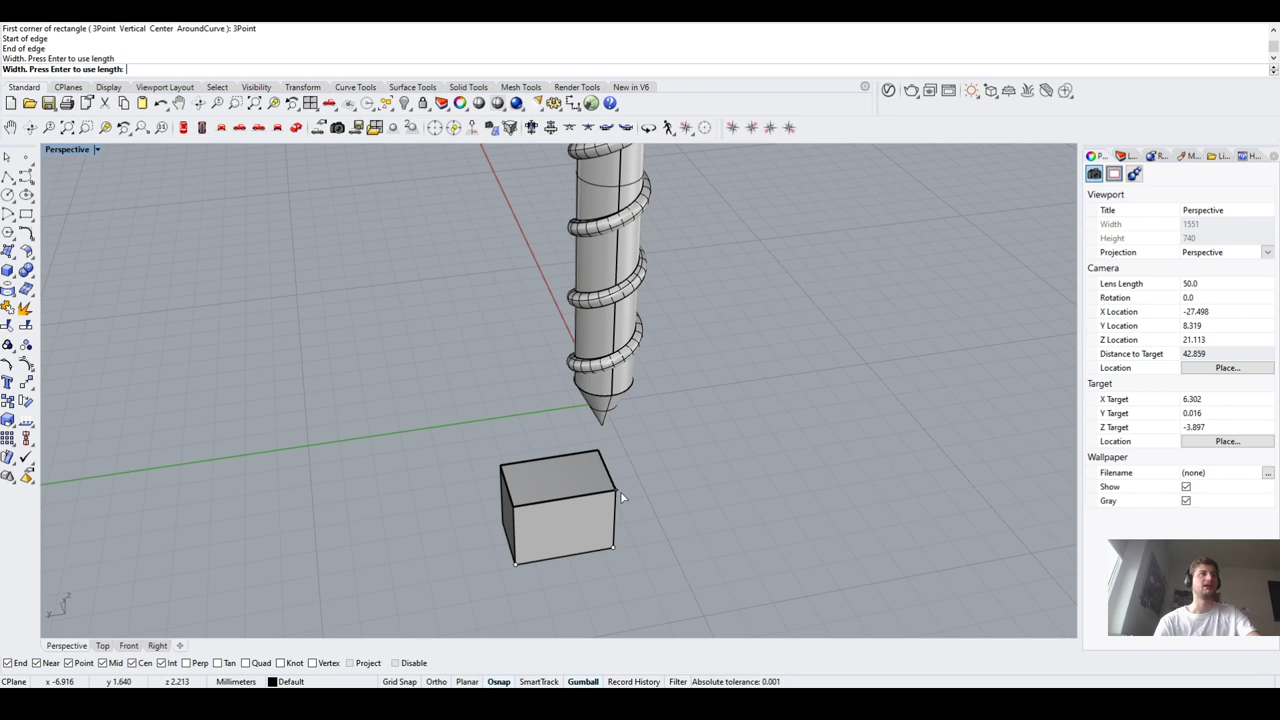 First corner of rectangle ( 3Point  Vertical  Center  AroundCurve ): 3Point
Start of edge
End of edge
Width. Press Enter to use length
Width. Press Enter to use length:
Standard CPlanes Display Viewport Layout Select Visibility Transform Curve Tools Surface Tools Solid Tools Mesh Tools Render Tools New in V6
Perspective
P... L... R... M... Li... H...
Viewport
Title Perspective
Width 1551
Height 740
Projection Perspective
Camera
Lens Length 50.0
Rotation 0.0
X Location -27.498
Y Location 8.319
Z Location 21.113
Distance to Target 42.859
Location Place...
Target
X Target 6.302
Y Target 0.016
Z Target -3.897
Location Place...
Wallpaper
Filename (none) ...
Show
Gray
z
x
y
Perspective Top Front Right
End Near Point Mid Cen Int Perp Tan Quad Knot Vertex Project Disable
CPlane x -6.916 y 1.640 z 2.213 Millimeters Default Grid Snap Ortho Planar Osnap SmartTrack Gumball Record History Filter Absolute tolerance: 0.001